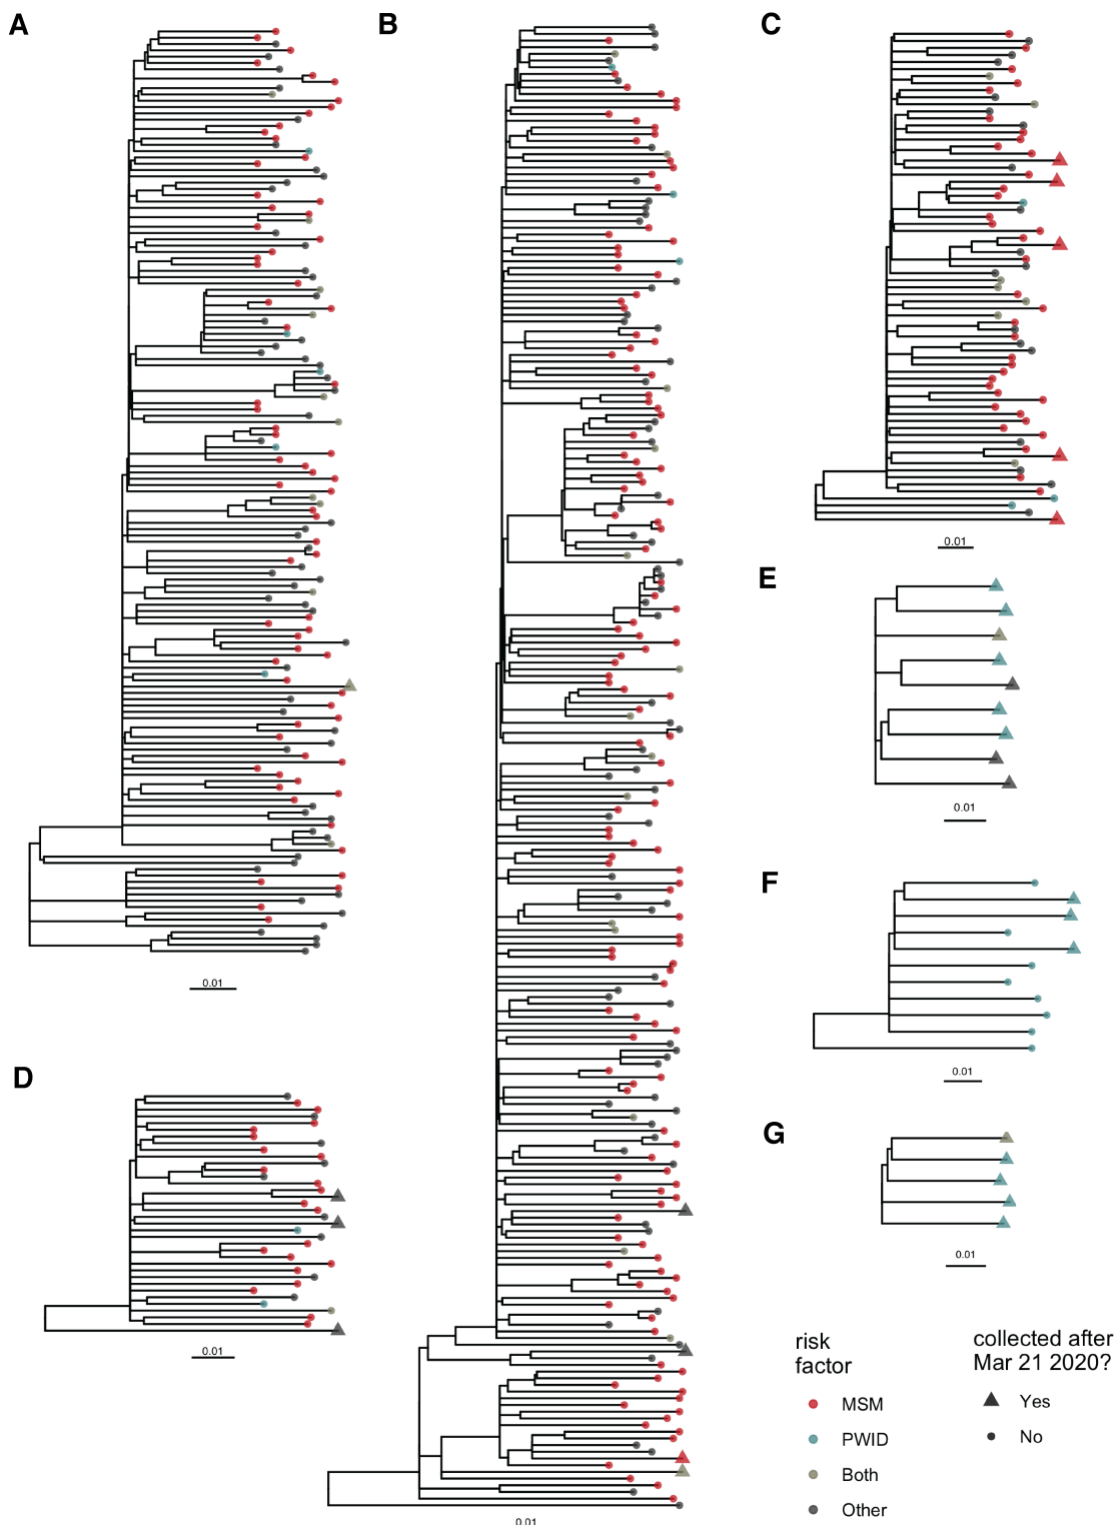 A
B
C
0.01
E
0.01
F
0.01
0.01
D
G
0.01
0.01
0.01
risk
factor
MSM
PWID
Both
Other
collected after
Mar 21 2020?
Yes
No